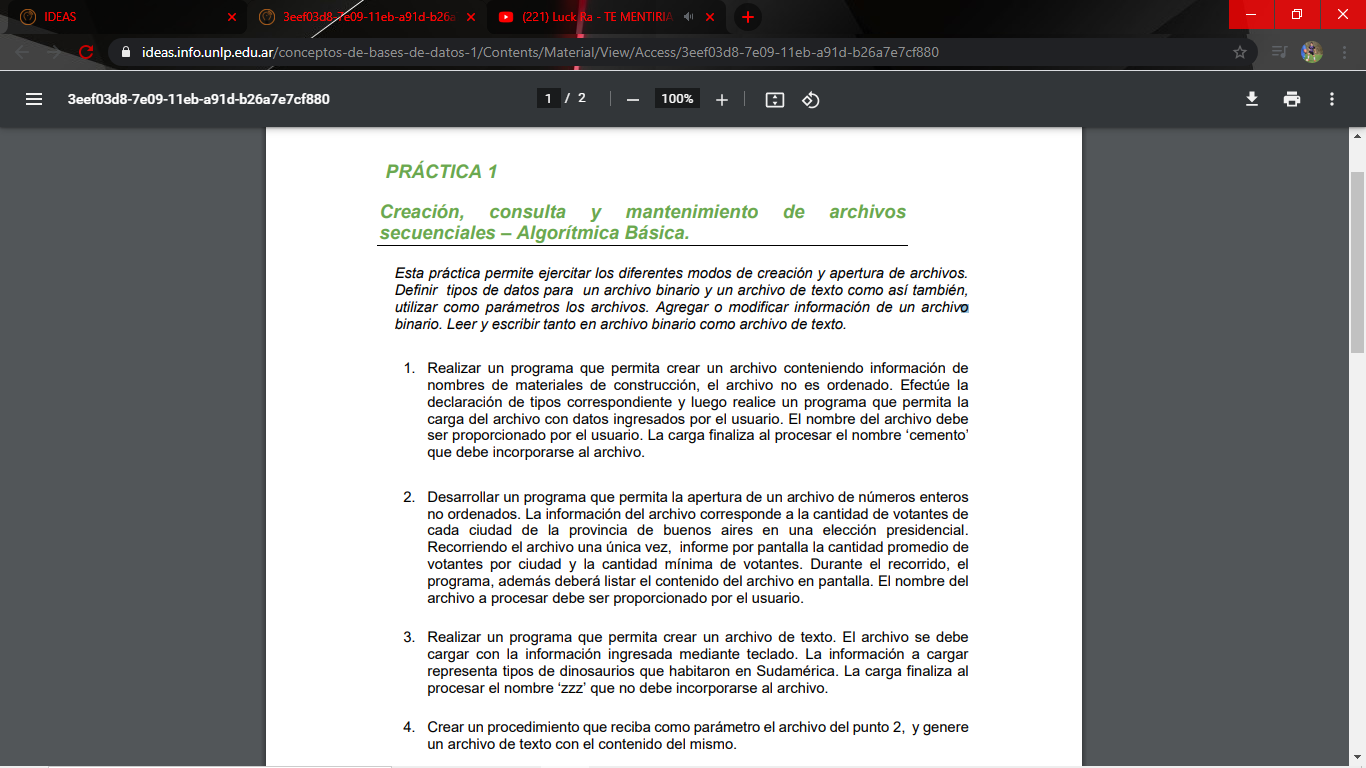 IDEAS
3eef03d8-7e09-11eb-a91d-b26a
(221) Luck Ra - TE MENTIRIA
ideas.info.unlp.edu.ar/conceptos-de-bases-de-datos-1/Contents/Material/View/Access/3eef03d8-7e09-11eb-a91d-b26a7e7cf880
3eef03d8-7e09-11eb-a91d-b26a7e7cf880
1 / 2
100%
PRÁCTICA 1
Creación, consulta y mantenimiento de archivos
secuenciales – Algorítmica Básica.
Esta práctica permite ejercitar los diferentes modos de creación y apertura de archivos.
Definir tipos de datos para un archivo binario y un archivo de texto como así también,
utilizar como parámetros los archivos. Agregar o modificar información de un archivo
binario. Leer y escribir tanto en archivo binario como archivo de texto.
1. Realizar un programa que permita crear un archivo conteniendo información de
nombres de materiales de construcción, el archivo no es ordenado. Efectúe la
declaración de tipos correspondiente y luego realice un programa que permita la
carga del archivo con datos ingresados por el usuario. El nombre del archivo debe
ser proporcionado por el usuario. La carga finaliza al procesar el nombre ‘cemento’
que debe incorporarse al archivo.
2. Desarrollar un programa que permita la apertura de un archivo de números enteros
no ordenados. La información del archivo corresponde a la cantidad de votantes de
cada ciudad de la provincia de buenos aires en una elección presidencial.
Recorriendo el archivo una única vez, informe por pantalla la cantidad promedio de
votantes por ciudad y la cantidad mínima de votantes. Durante el recorrido, el
programa, además deberá listar el contenido del archivo en pantalla. El nombre del
archivo a procesar debe ser proporcionado por el usuario.
3. Realizar un programa que permita crear un archivo de texto. El archivo se debe
cargar con la información ingresada mediante teclado. La información a cargar
representa tipos de dinosaurios que habitaron en Sudamérica. La carga finaliza al
procesar el nombre ‘zzz’ que no debe incorporarse al archivo.
4. Crear un procedimiento que reciba como parámetro el archivo del punto 2, y genere
un archivo de texto con el contenido del mismo.